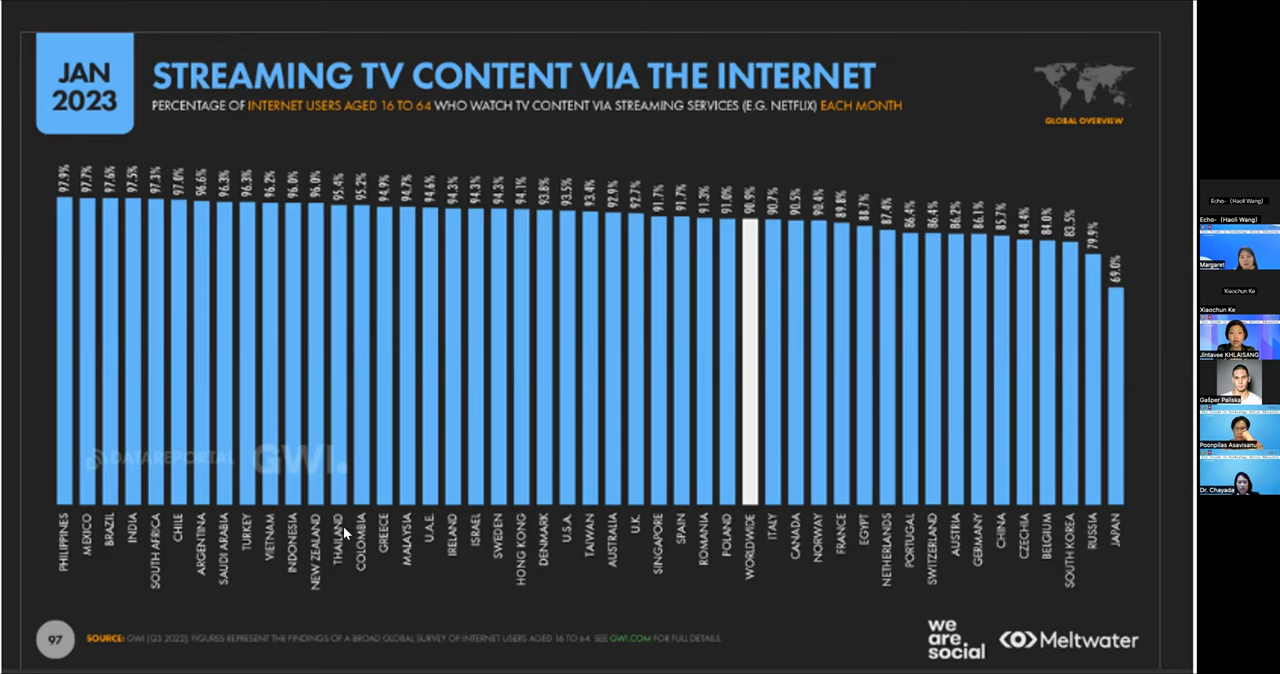 JAN
2023
STREAMING TV CONTENT VIA THE INTERNET
PERCENTAGE OF INTERNET USERS AGED 16 TO 64 WHO WATCH TV CONTENT VIA STREAMING SERVICES (E.G. NETFLIX) EACH MONTH
GLOBAL OVERVIEW
97.9%
97.7%
97.6%
97.5%
97.3%
97.0%
96.6%
96.3%
96.3%
96.2%
96.0%
96.0%
95.4%
95.2%
94.9%
94.7%
94.6%
94.3%
94.3%
94.3%
94.1%
93.8%
93.5%
93.4%
92.9%
92.7%
91.7%
91.7%
91.3%
91.0%
90.9%
90.7%
90.5%
90.4%
89.8%
88.7%
87.4%
86.4%
86.4%
86.2%
86.1%
85.7%
84.4%
84.0%
83.5%
79.9%
69.0%
DATAREPORTAL
GWI.
PHILIPPINES
MEXICO
BRAZIL
INDIA
SOUTH AFRICA
CHILE
ARGENTINA
SAUDI ARABIA
TURKEY
VIETNAM
INDONESIA
NEW ZEALAND
THAILAND
COLOMBIA
GREECE
MALAYSIA
U.A.E.
IRELAND
ISRAEL
SWEDEN
HONG KONG
DENMARK
U.S.A.
TAIWAN
AUSTRALIA
U.K.
SINGAPORE
SPAIN
ROMANIA
POLAND
WORLDWIDE
ITALY
CANADA
NORWAY
FRANCE
EGYPT
NETHERLANDS
PORTUGAL
SWITZERLAND
AUSTRIA
GERMANY
CHINA
CZECHIA
BELGIUM
SOUTH KOREA
RUSSIA
JAPAN
97
SOURCE: GWI (Q3 2022). FIGURES REPRESENT THE FINDINGS OF A BROAD GLOBAL SURVEY OF INTERNET USERS AGED 16 TO 64. SEE GWI.COM FOR FULL DETAILS.
we
are.
social
Meltwater
Echo- (Haoli Wang)
Echo- (Haoli Wang)
Margaret
Xiaochun Ke
Xiaochun Ke
Jintavee KHLAISANG
Gašper Paliska
Poonpilas Asavisanu
Dr. Chayada